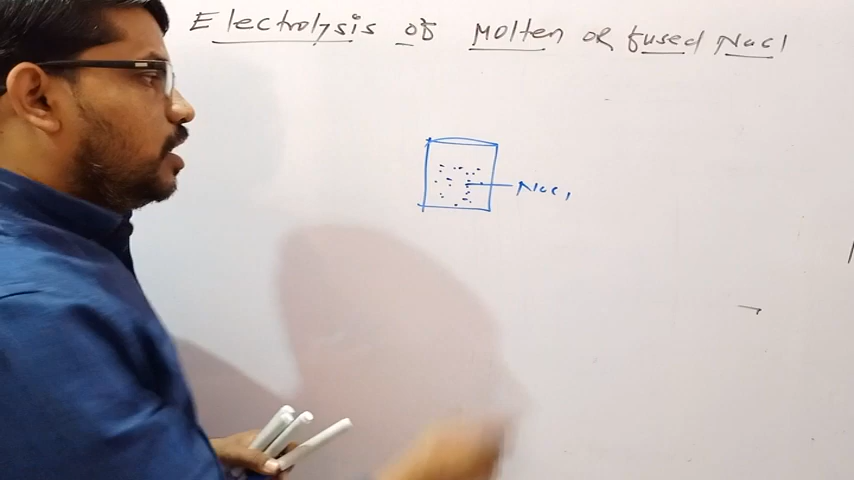 Electrolysis of Molten or fused Nacl
Nacl